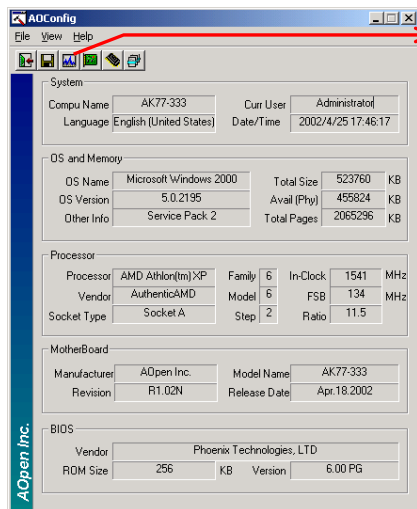 AOConfig
File View Help
System
Compu Name AK77-333 Curr User Administrator
Language English (United States) Date/Time 2002/4/25 17:46:17
OS and Memory
OS Name Microsoft Windows 2000 Total Size 523760 KB
OS Version 5.0.2195 Avail (Phy) 455824 KB
Other Info Service Pack 2 Total Pages 2065296 KB
Processor
Processor AMD Athlon(tm) XP Family 6 In-Clock 1541 MHz
Vendor AuthenticAMD Model 6 FSB 134 MHz
Socket Type Socket A Step 2 Ratio 11.5
MotherBoard
Manufacturer AOpen Inc. Model Name AK77-333
Revision R1.02N Release Date Apr.18.2002
BIOS
Vendor Phoenix Technologies, LTD
ROM Size 256 KB Version 6.00 PG
AOpen Inc.